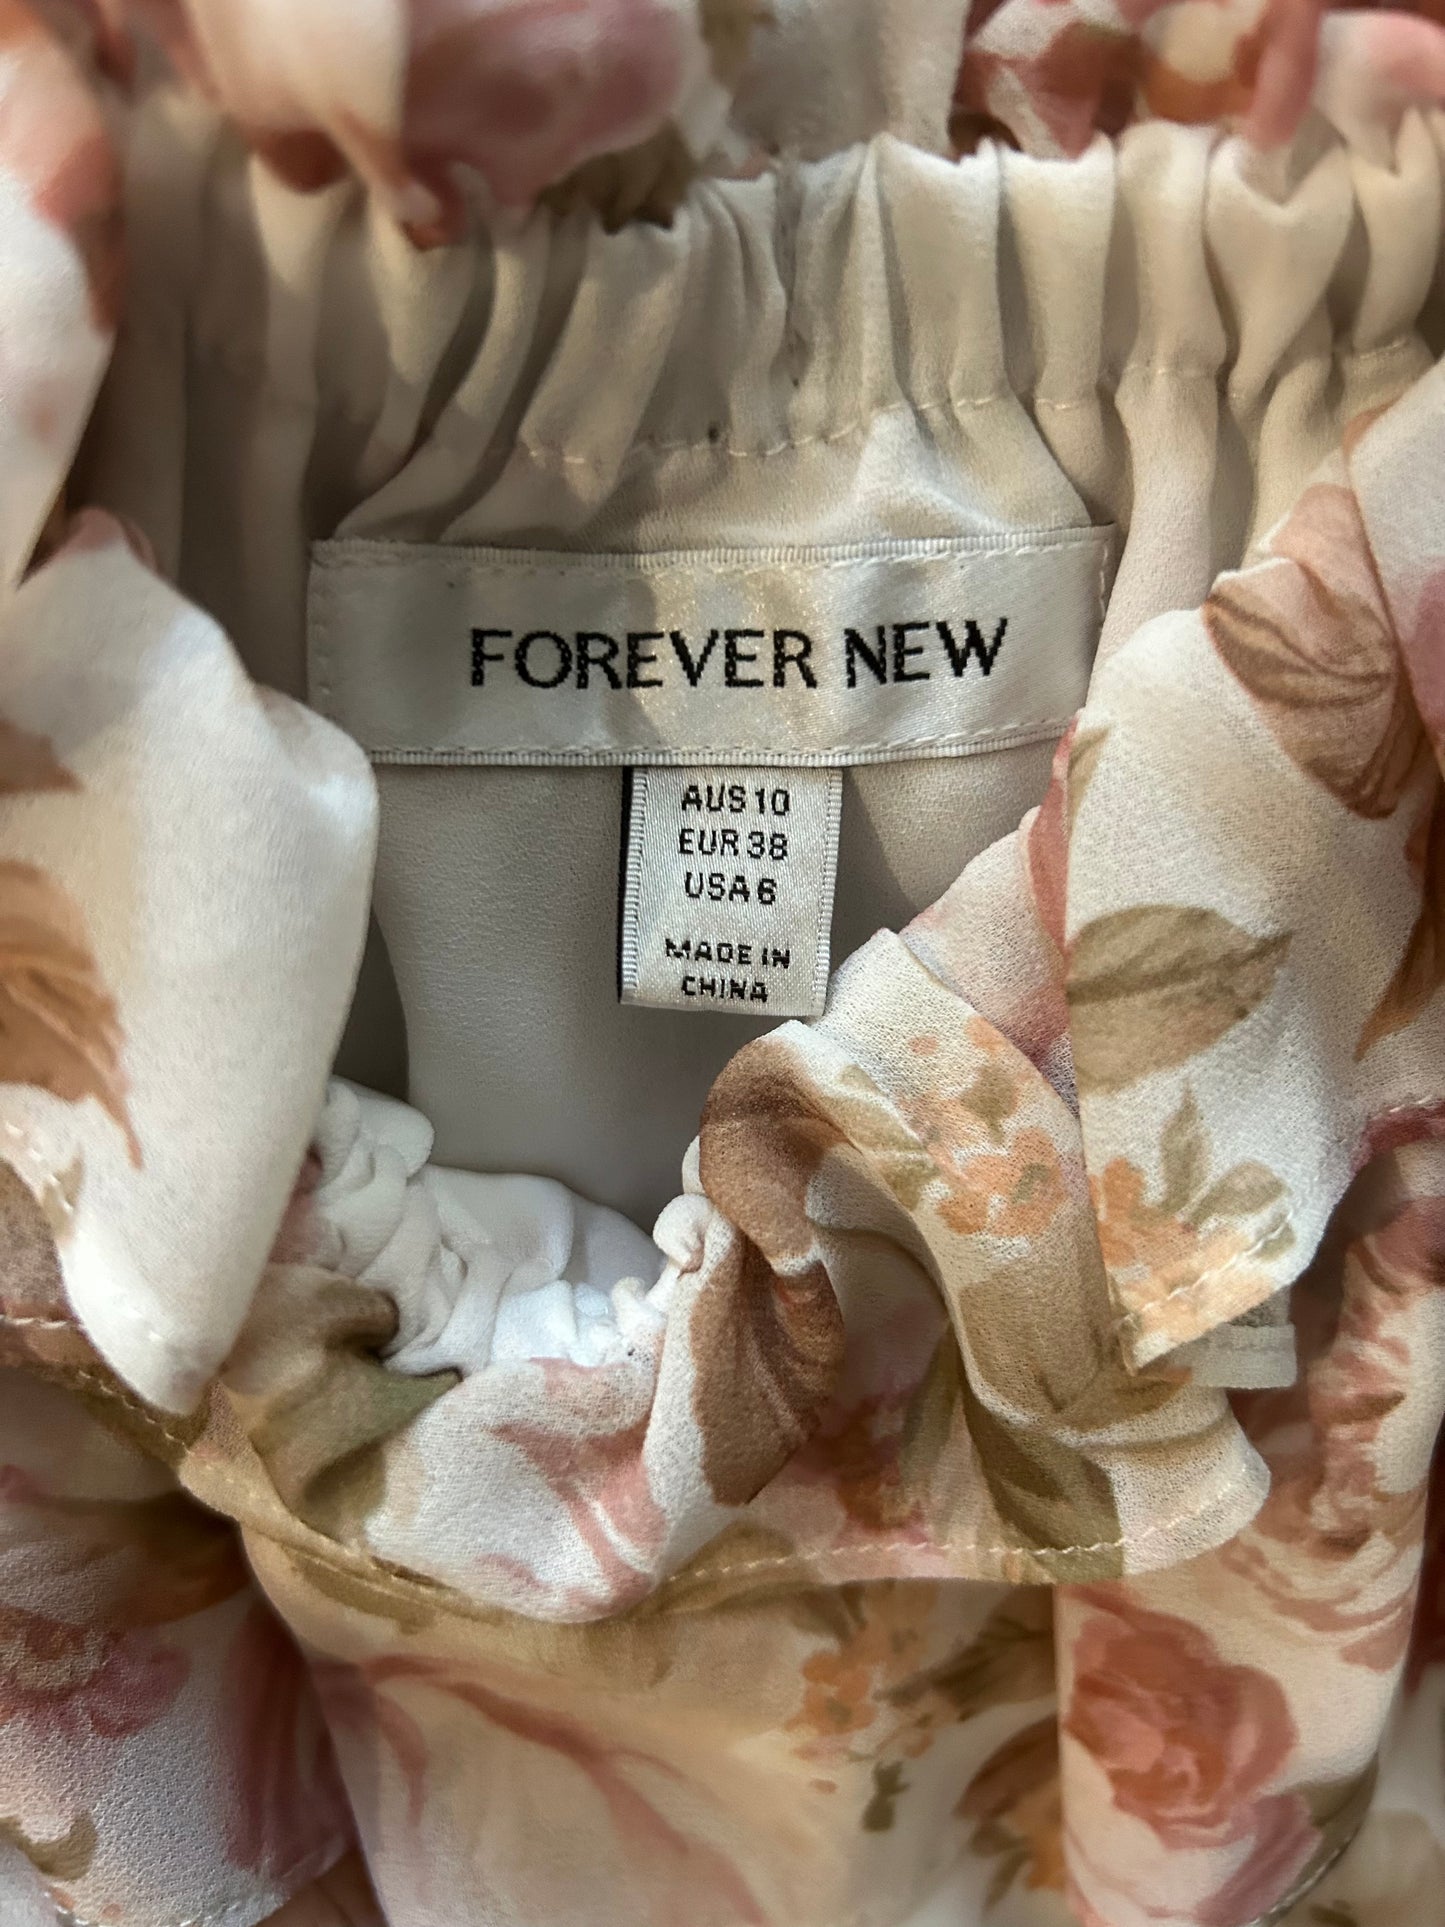 FOREVER NEW
AUS 10
EUR 38
USA 6
MADE IN
CHINA